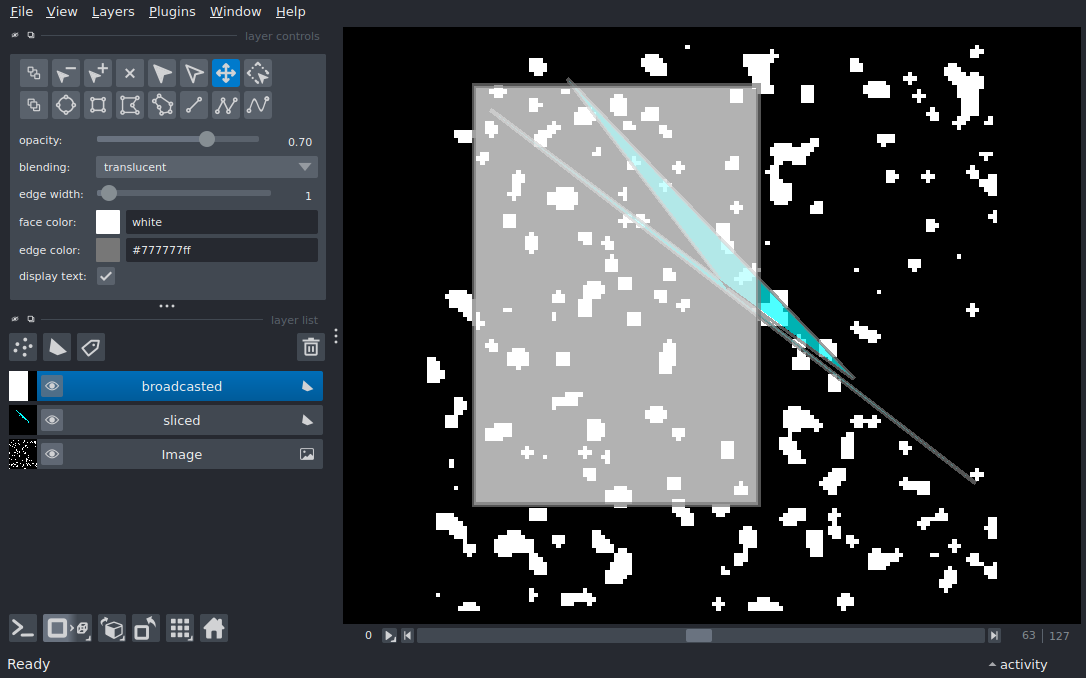 File View Layers Plugins Window Help
layer controls
opacity: 0.70
blending: translucent
edge width: 1
face color: white
edge color: #777777ff
display text:
layer list
broadcasted
sliced
Image
0 63 127
Ready activity